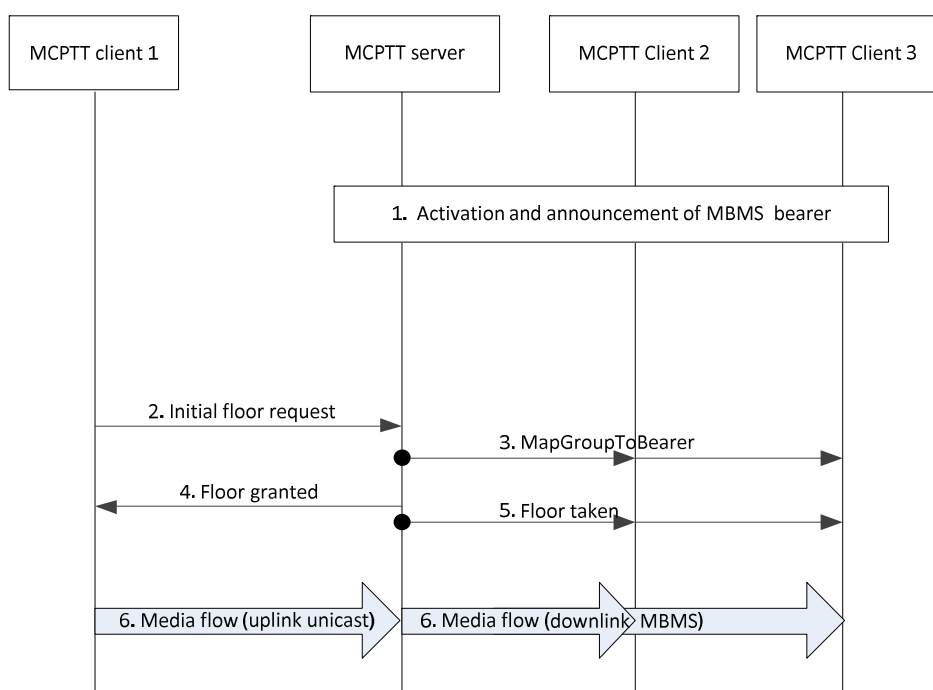 MCPTT client 1
MCPTT server
MCPTT Client 2
MCPTT Client 3
1. Activation and announcement of MBMS bearer
2. Initial floor request
3. MapGroupToBearer
4. Floor granted
5. Floor taken
6. Media flow (uplink unicast)
6. Media flow (downlink MBMS)